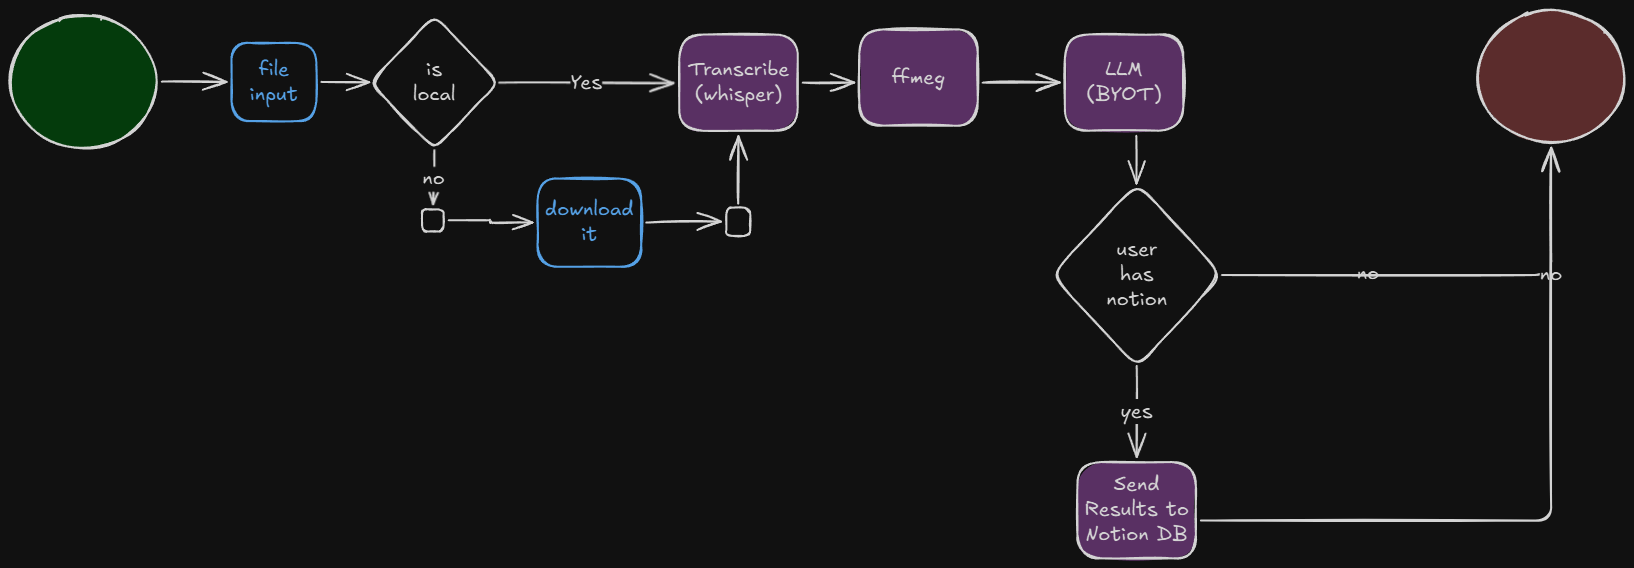 file
input
is
local
Yes
Transcribe
(whisper)
ffmeg
LLM
(BYOT)
no
download
it
user
has
notion
no
no
yes
Send
Results to
Notion DB